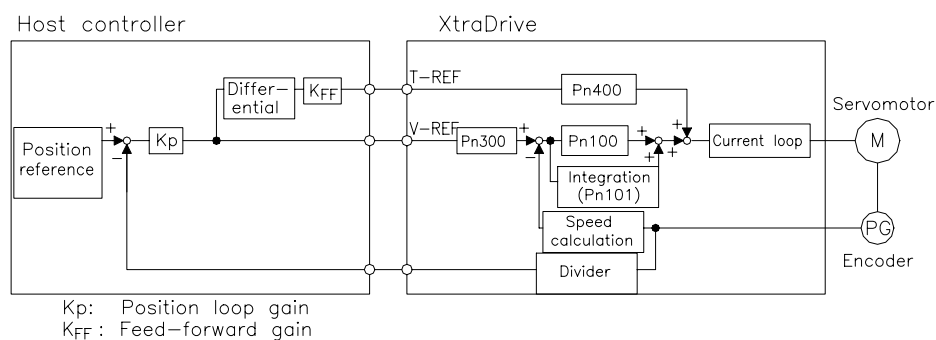 Host controller
XtraDrive
Differ-
ential
KFF
T-REF
Pn400
Servomotor
Position
reference
+
−
Kp
V-REF
Pn300
+
−
Pn100
+
+
+
+
Current loop
M
Integration
(Pn101)
Speed
calculation
PG
Divider
Encoder
Kp: Position loop gain
KFF : Feed-forward gain